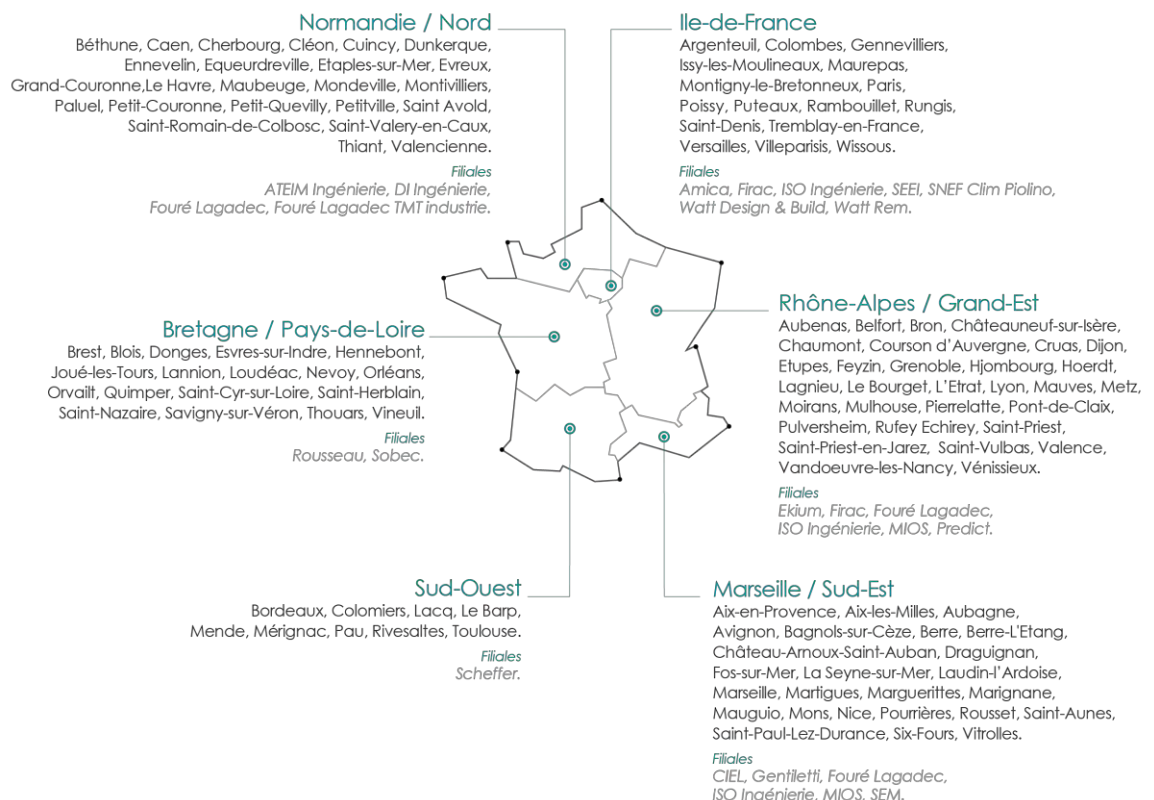 Normandie / Nord
Béthune, Caen, Cherbourg, Cléon, Cuincy, Dunkerque,
Ennevelin, Equeurdreville, Etaples-sur-Mer, Evreux,
Grand-Couronne,Le Havre, Maubeuge, Mondeville, Montivilliers,
Paluel, Petit-Couronne, Petit-Quevilly, Petitville, Saint Avold,
Saint-Romain-de-Colbosc, Saint-Valery-en-Caux,
Thiant, Valencienne.
Filiales
ATEIM Ingénierie, DI Ingénierie,
Fouré Lagadec, Fouré Lagadec TMT industrie.
Ile-de-France
Argenteuil, Colombes, Gennevilliers,
Issy-les-Moulineaux, Maurepas,
Montigny-le-Bretonneux, Paris,
Poissy, Puteaux, Rambouillet, Rungis,
Saint-Denis, Tremblay-en-France,
Versailles, Villeparisis, Wissous.
Filiales
Amica, Firac, ISO Ingénierie, SEEI, SNEF Clim Piolino,
Watt Design & Build, Watt Rem.
Bretagne / Pays-de-Loire
Brest, Blois, Donges, Esvres-sur-Indre, Hennebont,
Joué-les-Tours, Lannion, Loudéac, Nevoy, Orléans,
Orvailt, Quimper, Saint-Cyr-sur-Loire, Saint-Herblain,
Saint-Nazaire, Savigny-sur-Véron, Thouars, Vineuil.
Filiales
Rousseau, Sobec.
Rhône-Alpes / Grand-Est
Aubenas, Belfort, Bron, Châteauneuf-sur-Isère,
Chaumont, Courson d'Auvergne, Cruas, Dijon,
Etupes, Feyzin, Grenoble, Hjombourg, Hoerdt,
Lagnieu, Le Bourget, L'Etrat, Lyon, Mauves, Metz,
Moirans, Mulhouse, Pierrelatte, Pont-de-Claix,
Pulversheim, Rufey Echirey, Saint-Priest,
Saint-Priest-en-Jarez, Saint-Vulbas, Valence,
Vandoeuvre-les-Nancy, Vénissieux.
Filiales
Ekium, Firac, Fouré Lagadec,
ISO Ingénierie, MIOS, Predict.
Sud-Ouest
Bordeaux, Colomiers, Lacq, Le Barp,
Mende, Mérignac, Pau, Rivesaltes, Toulouse.
Filiales
Scheffer.
Marseille / Sud-Est
Aix-en-Provence, Aix-les-Milles, Aubagne,
Avignon, Bagnols-sur-Cèze, Berre, Berre-L'Etang,
Château-Arnoux-Saint-Auban, Draguignan,
Fos-sur-Mer, La Seyne-sur-Mer, Laudin-l'Ardoise,
Marseille, Martigues, Marguerittes, Marignane,
Mauguio, Mons, Nice, Pourrières, Rousset, Saint-Aunes,
Saint-Paul-Lez-Durance, Six-Fours, Vitrolles.
Filiales
CIEL, Gentiletti, Fouré Lagadec,
ISO Ingénierie, MIOS, SEM.